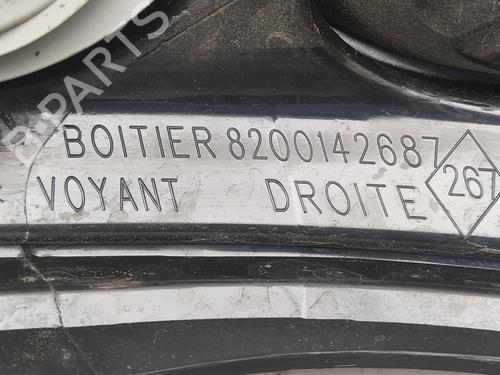 BOITIER 8200142687
VOYANT DROITE 267
PARTS